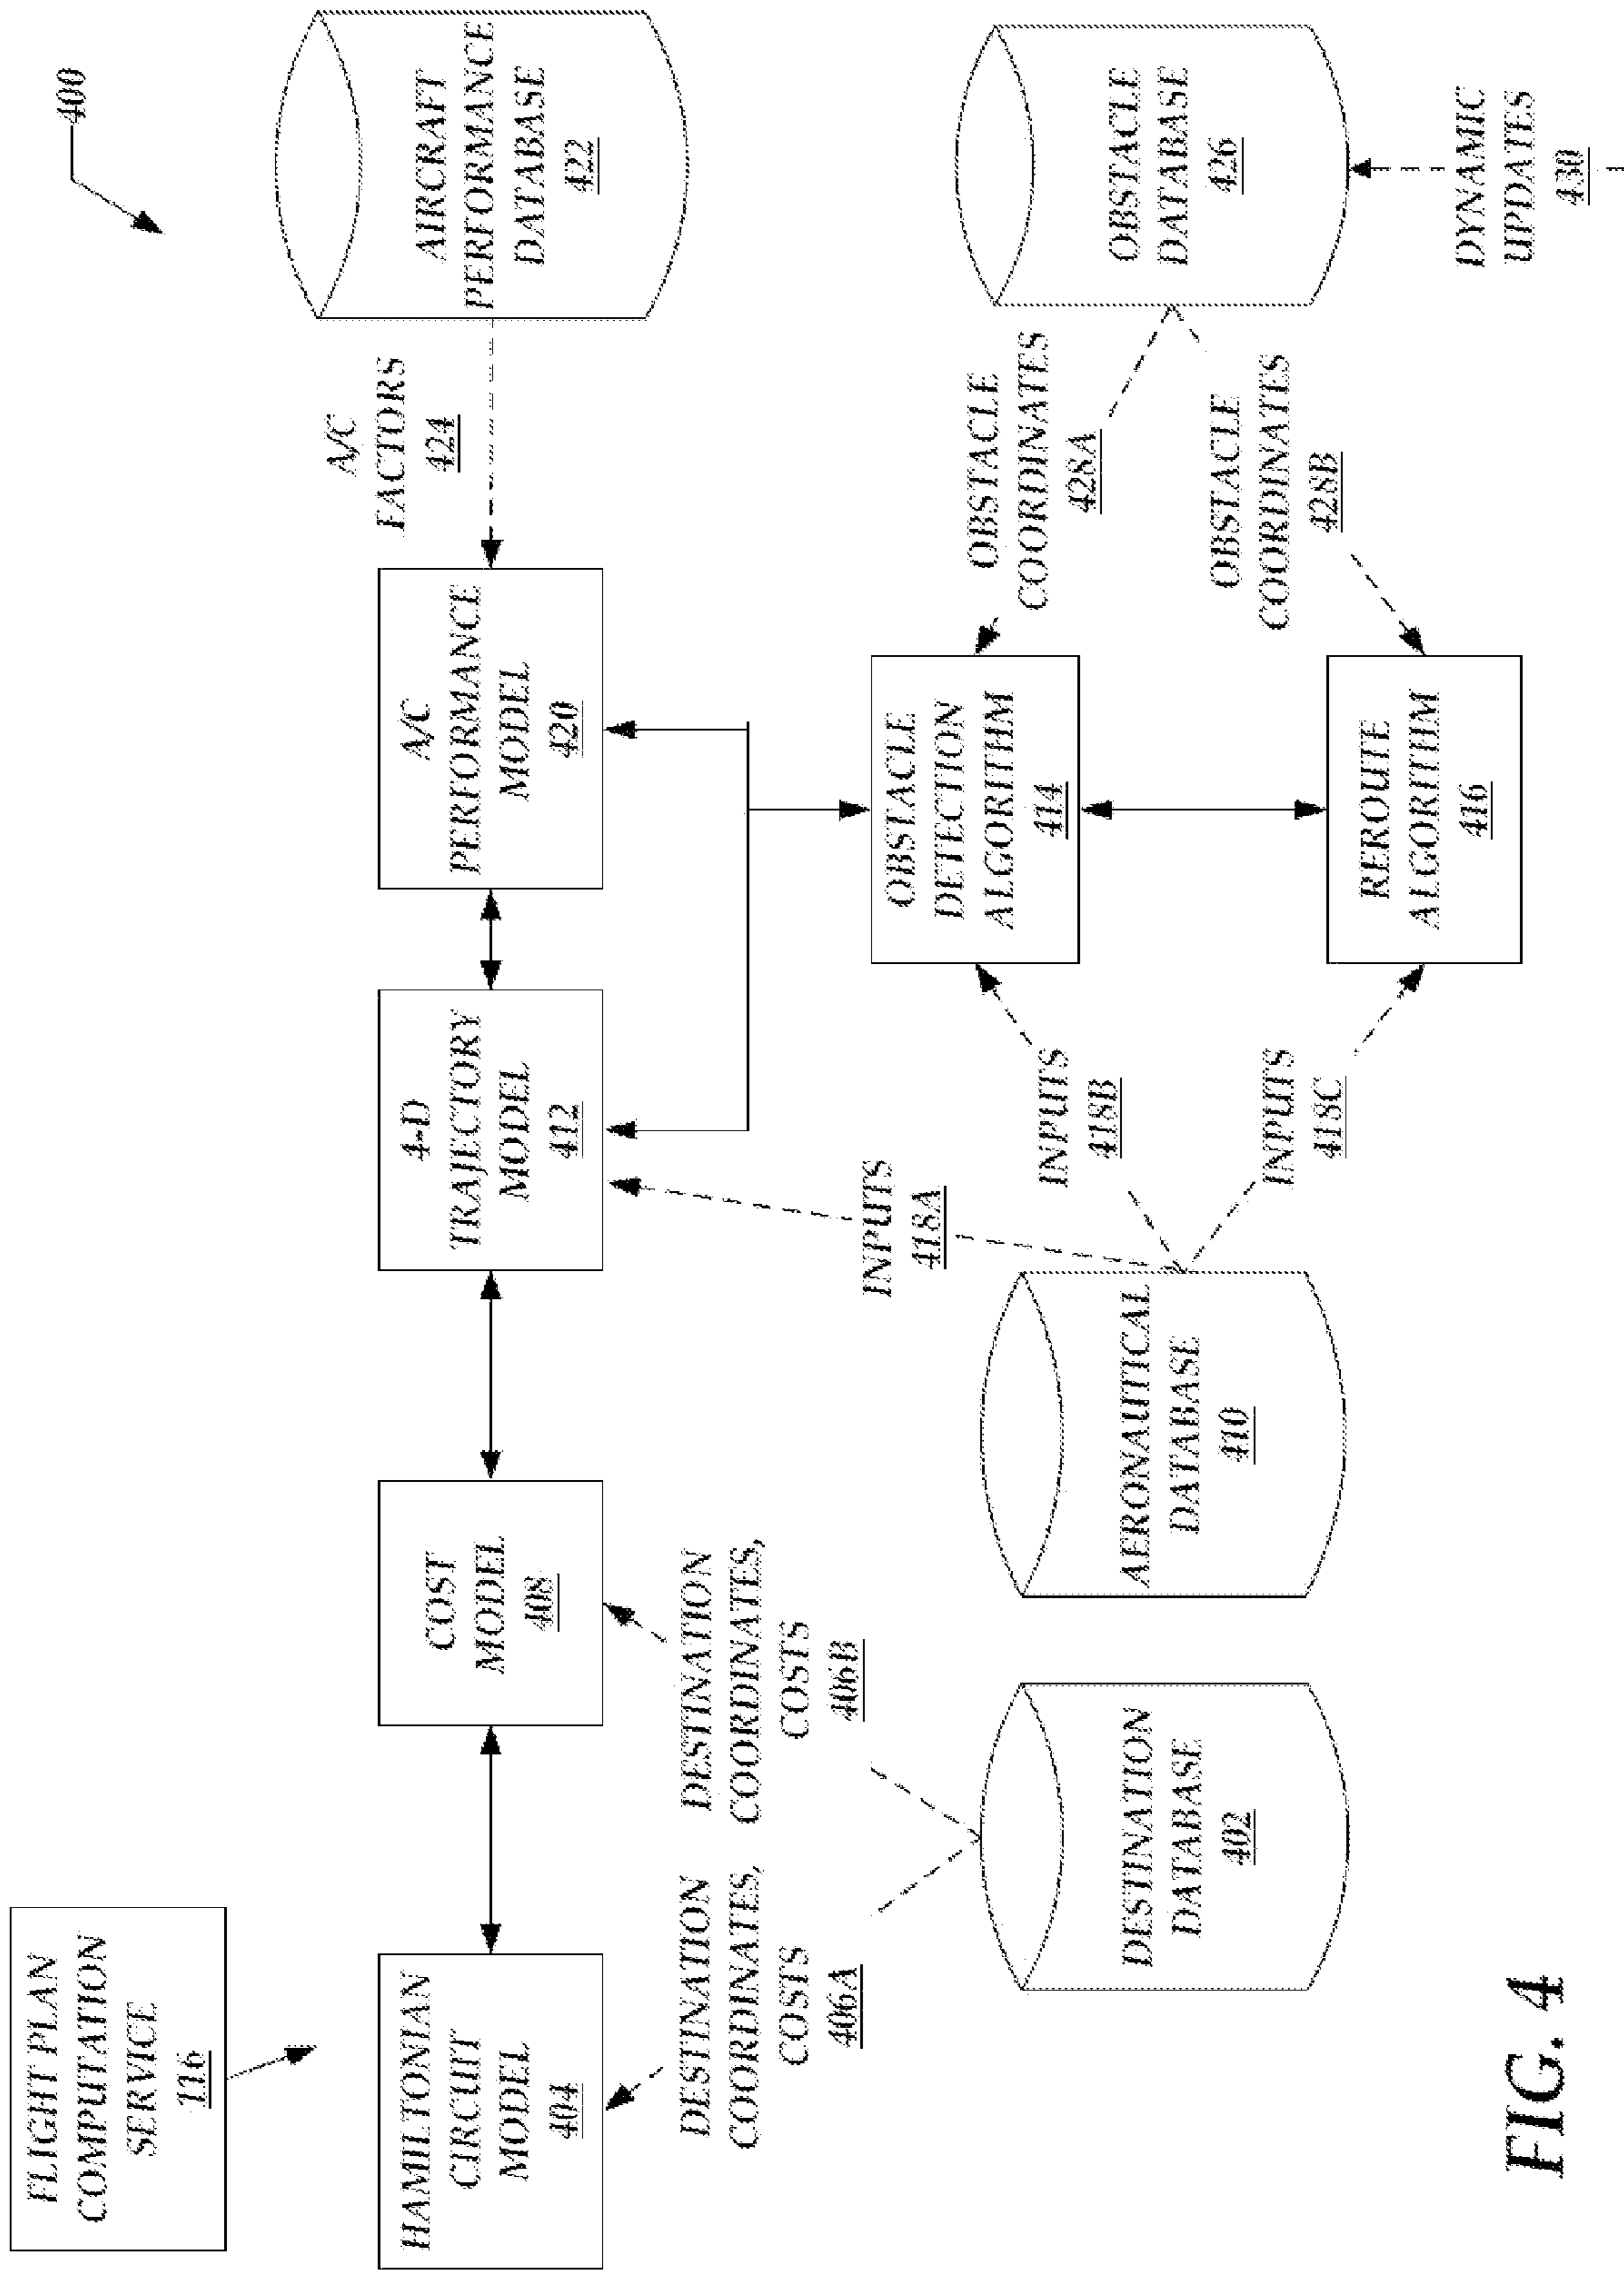 400
FLIGHT PLAN
COMPUTATION
SERVICE
116
HAMILTONIAN
CIRCUIT
MODEL
404
COST
MODEL
408
4-D
TRAJECTORY
MODEL
412
A/C
PERFORMANCE
MODEL
420
A/C
FACTORS
424
AIRCRAFT
PERFORMANCE
DATABASE
422
DESTINATION
COORDINATES,
COSTS
406A
DESTINATION
COORDINATES,
COSTS
406B
INPUTS
418A
OBSTACLE
DETECTION
ALGORITHM
414
OBSTACLE
COORDINATES
428A
DESTINATION
DATABASE
402
AERONAUTICAL
DATABASE
410
INPUTS
418B
INPUTS
418C
OBSTACLE
COORDINATES
428B
OBSTACLE
DATABASE
426
REROUTE
ALGORITHM
416
DYNAMIC
UPDATES
430
FIG. 4